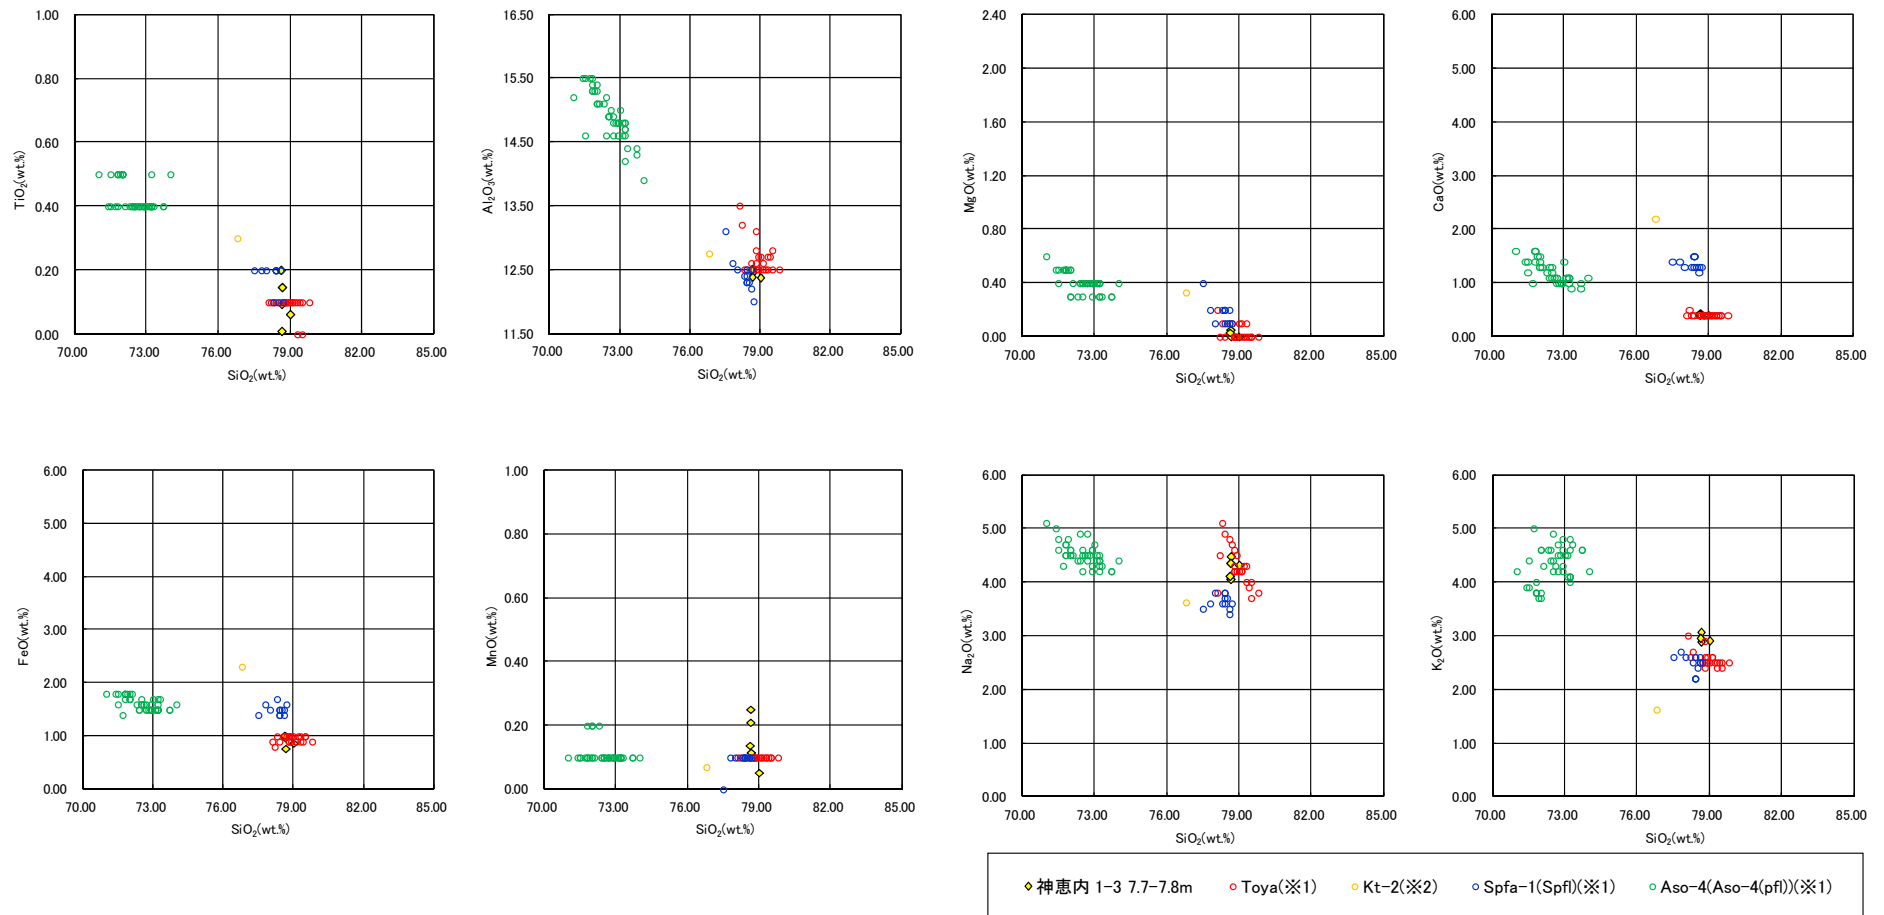 1.00
0.80
0.60
0.40
0.20
0.00
TiO₂(wt.%)
70.00 73.00 76.00 79.00 82.00 85.00
SiO₂(wt.%)
16.50
15.50
14.50
13.50
12.50
11.50
Al₂O₃(wt.%)
70.00 73.00 76.00 79.00 82.00 85.00
SiO₂(wt.%)
2.40
2.00
1.60
1.20
0.80
0.40
0.00
MgO(wt.%)
70.00 73.00 76.00 79.00 82.00 85.00
SiO₂(wt.%)
6.00
5.00
4.00
3.00
2.00
1.00
0.00
CaO(wt.%)
70.00 73.00 76.00 79.00 82.00 85.00
SiO₂(wt.%)
6.00
5.00
4.00
3.00
2.00
1.00
0.00
FeO(wt.%)
70.00 73.00 76.00 79.00 82.00 85.00
SiO₂(wt.%)
1.00
0.80
0.60
0.40
0.20
0.00
MnO(wt.%)
70.00 73.00 76.00 79.00 82.00 85.00
SiO₂(wt.%)
6.00
5.00
4.00
3.00
2.00
1.00
0.00
Na₂O(wt.%)
70.00 73.00 76.00 79.00 82.00 85.00
SiO₂(wt.%)
6.00
5.00
4.00
3.00
2.00
1.00
0.00
K₂O(wt.%)
70.00 73.00 76.00 79.00 82.00 85.00
SiO₂(wt.%)
神恵内 1-3 7.7-7.8m Toya(※1) Kt-2(※2) Spfa-1(Spfl)(※1) Aso-4(Aso-4(pfl))(※1)